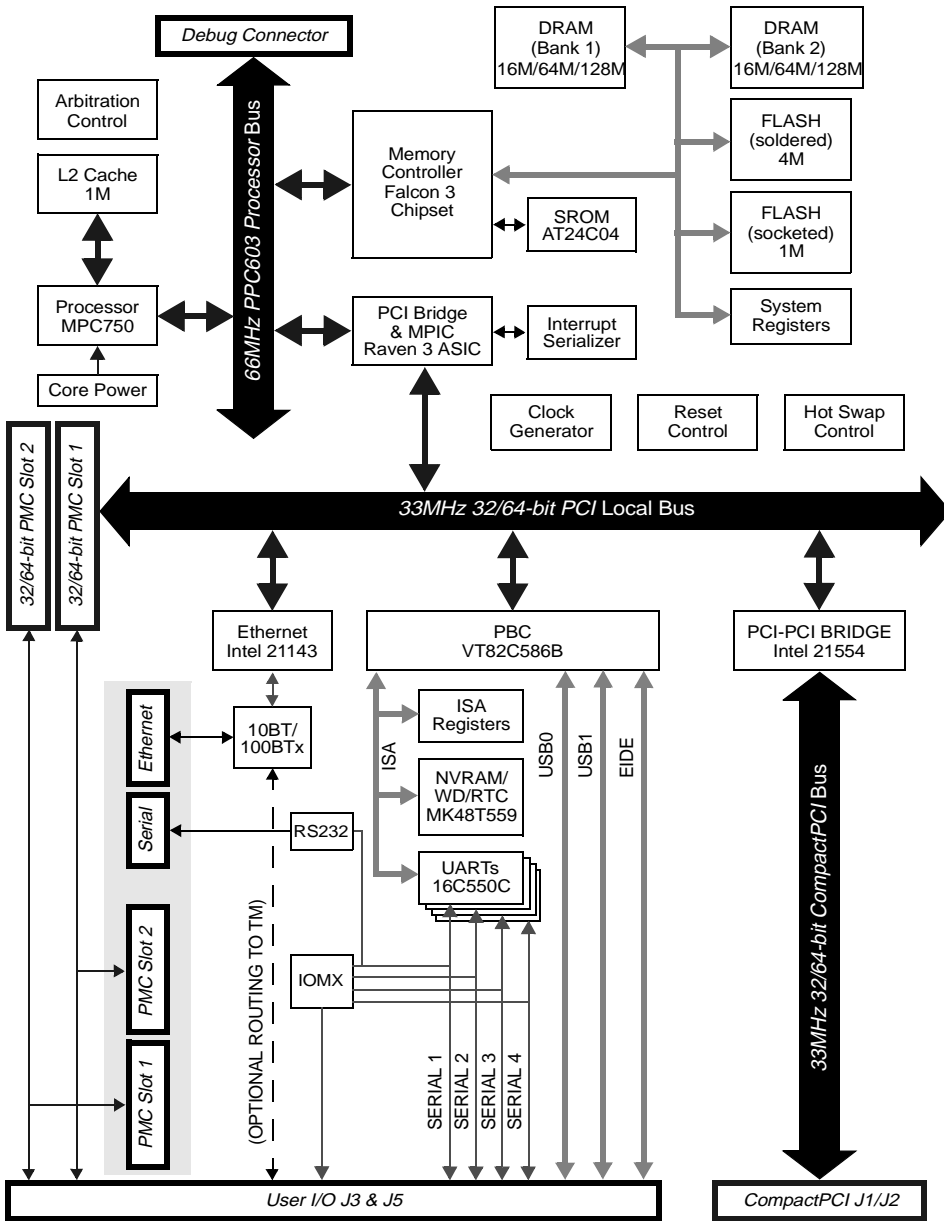 Debug Connector
DRAM
(Bank 1)
16M/64M/128M
DRAM
(Bank 2)
16M/64M/128M
Arbitration
Control
L2 Cache
1M
Processor
MPC750
Core Power
66MHz PPC603 Processor Bus
Memory
Controller
Falcon 3
Chipset
SROM
AT24C04
FLASH
(soldered)
4M
FLASH
(socketed)
1M
System
Registers
PCI Bridge
& MPIC
Raven 3 ASIC
Interrupt
Serializer
Clock
Generator
Reset
Control
Hot Swap
Control
32/64-bit PMC Slot 2
32/64-bit PMC Slot 1
33MHz 32/64-bit PCI Local Bus
Ethernet
Intel 21143
PBC
VT82C586B
PCI-PCI BRIDGE
Intel 21554
Ethernet
10BT/
100BTx
ISA
ISA
Registers
NVRAM/
WD/RTC
MK48T559
UARTs
16C550C
USB0
USB1
EIDE
Serial
RS232
(OPTIONAL ROUTING TO TM)
IOMX
PMC Slot 2
PMC Slot 1
SERIAL 1
SERIAL 2
SERIAL 3
SERIAL 4
33MHz 32/64-bit CompactPCI Bus
User I/O J3 & J5
CompactPCI J1/J2